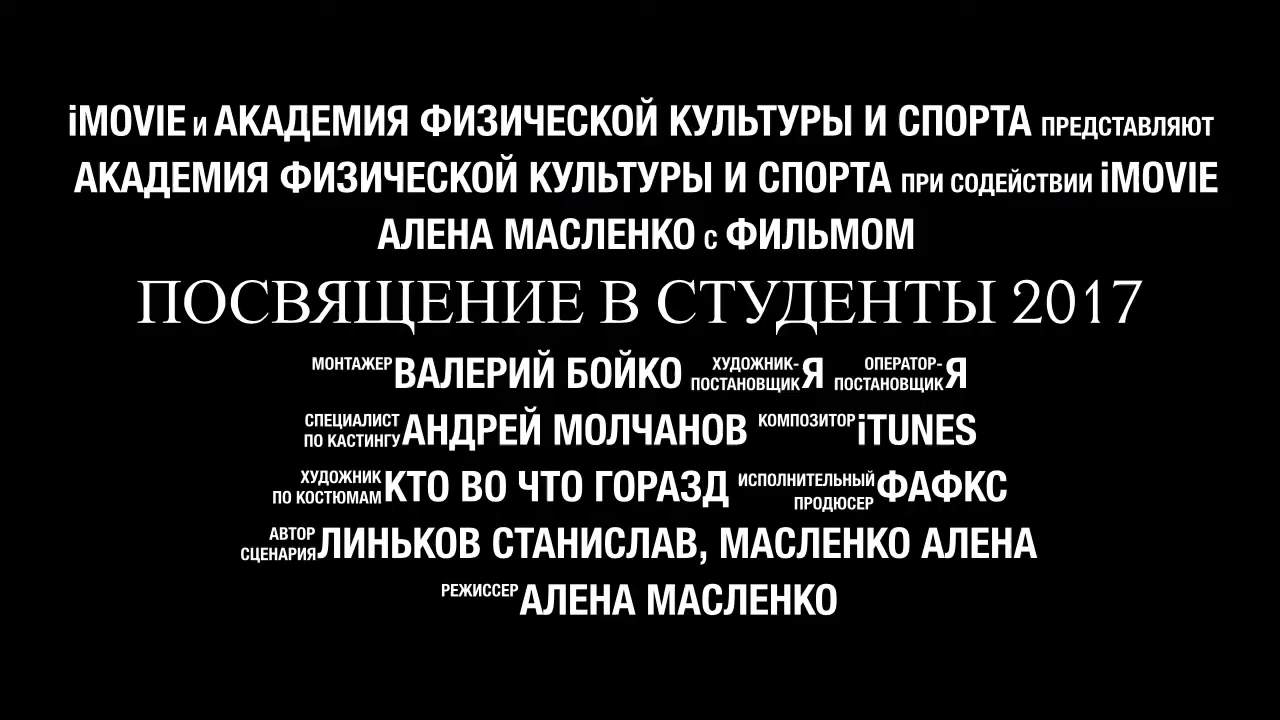 iMOVIE И АКАДЕМИЯ ФИЗИЧЕСКОЙ КУЛЬТУРЫ И СПОРТА ПРЕДСТАВЛЯЮТ
АКАДЕМИЯ ФИЗИЧЕСКОЙ КУЛЬТУРЫ И СПОРТА ПРИ СОДЕЙСТВИИ iMOVIE
АЛЕНА МАСЛЕНКО С ФИЛЬМОМ
ПОСВЯЩЕНИЕ В СТУДЕНТЫ 2017
МОНТАЖЕР ВАЛЕРИЙ БОЙКО ХУДОЖНИК-ПОСТАНОВЩИК Я ОПЕРАТОР-ПОСТАНОВЩИК Я
СПЕЦИАЛИСТ ПО КАСТИНГУ АНДРЕЙ МОЛЧАНОВ КОМПОЗИТОР iTUNES
ХУДОЖНИК ПО КОСТЮМАМ КТО ВО ЧТО ГОРАЗД ИСПОЛНИТЕЛЬНЫЙ ПРОДЮСЕР ФАФКС
АВТОР СЦЕНАРИЯ ЛИНЬКОВ СТАНИСЛАВ, МАСЛЕНКО АЛЕНА
РЕЖИССЕР АЛЕНА МАСЛЕНКО